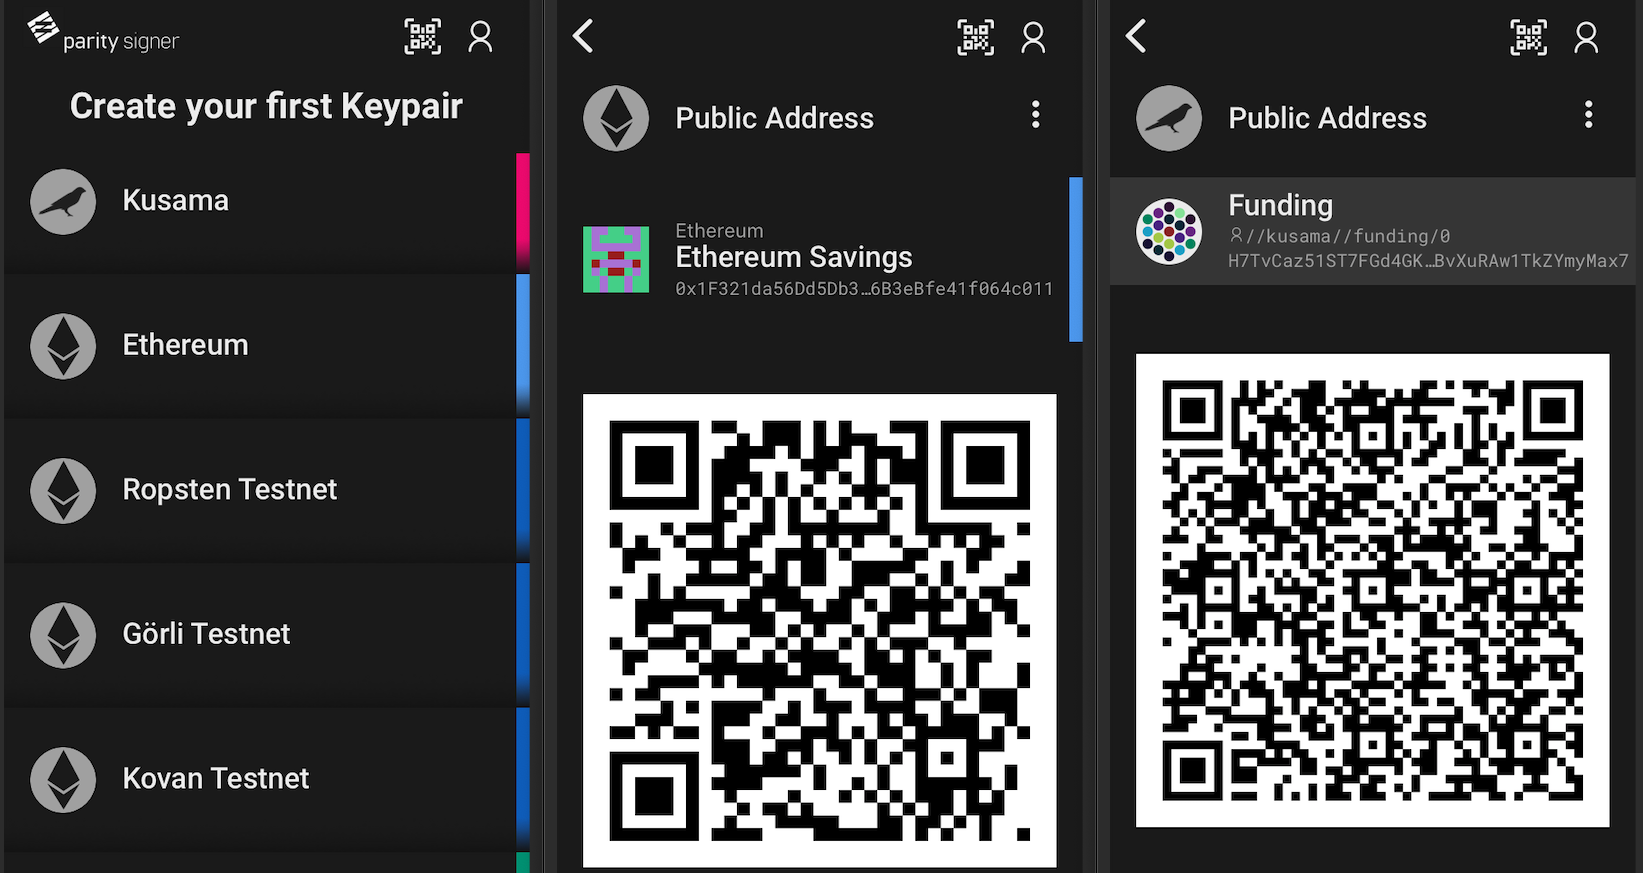 parity signer
Create your first Keypair
Kusama
Ethereum
Ropsten Testnet
Görli Testnet
Kovan Testnet
Public Address
Ethereum
Ethereum Savings
0x1F321da56Dd5Db3…6B3eBfe41f064c011
Public Address
Funding
//kusama//funding/0
H7TvCaz51ST7FGd4GK…BvXuRAw1TkZYmyMax7